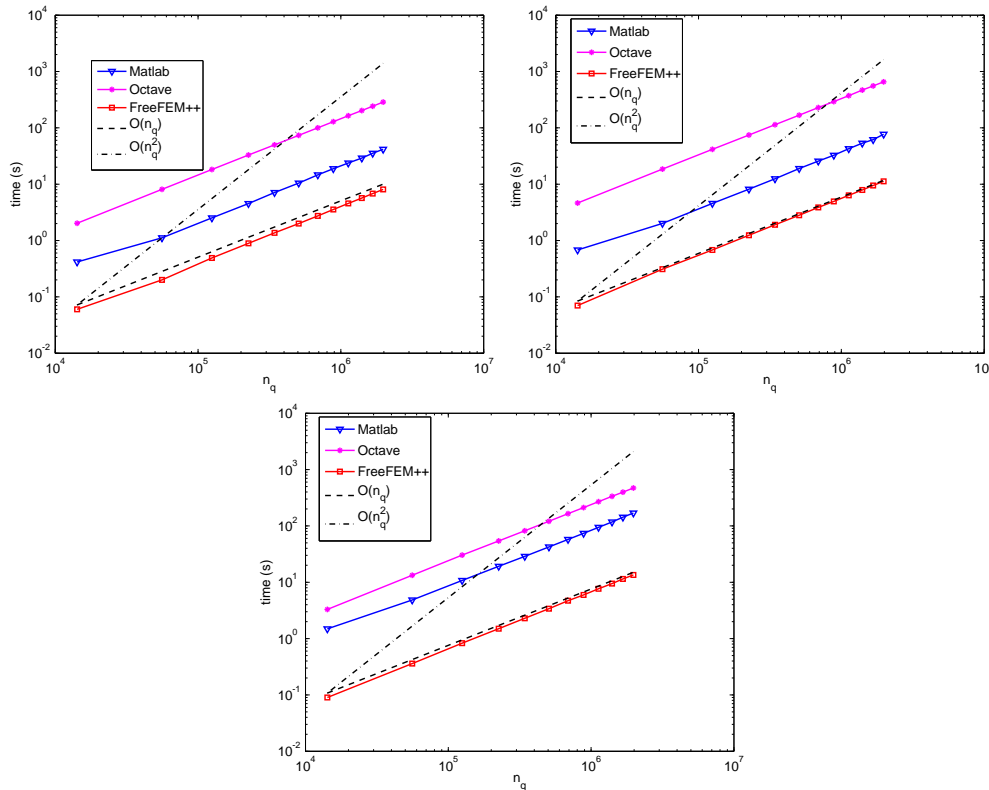 10^4
10^3
10^2
10^1
10^0
10^-1
10^-2
time (s)
Matlab
Octave
FreeFEM++
O(n_q)
O(n_q^2)
10^4
10^5
10^6
10^7
n_q
10^4
10^3
10^2
10^1
10^0
10^-1
10^-2
time (s)
Matlab
Octave
FreeFEM++
O(n_q)
O(n_q^2)
10^4
10^5
10^6
10
n_q
10^4
10^3
10^2
10^1
10^0
10^-1
10^-2
time (s)
Matlab
Octave
FreeFEM++
O(n_q)
O(n_q^2)
10^4
10^5
10^6
10^7
n_q